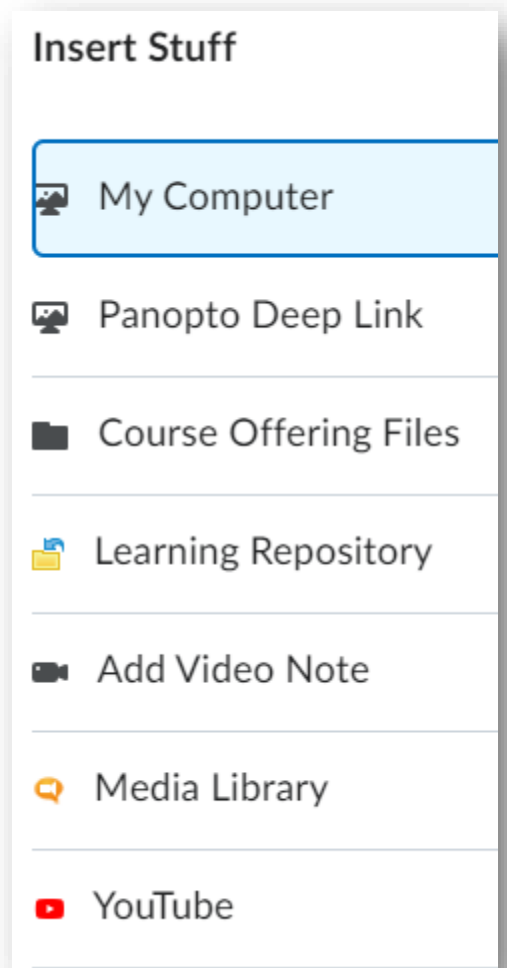 Insert Stuff
My Computer
Panopto Deep Link
Course Offering Files
Learning Repository
Add Video Note
Media Library
YouTube